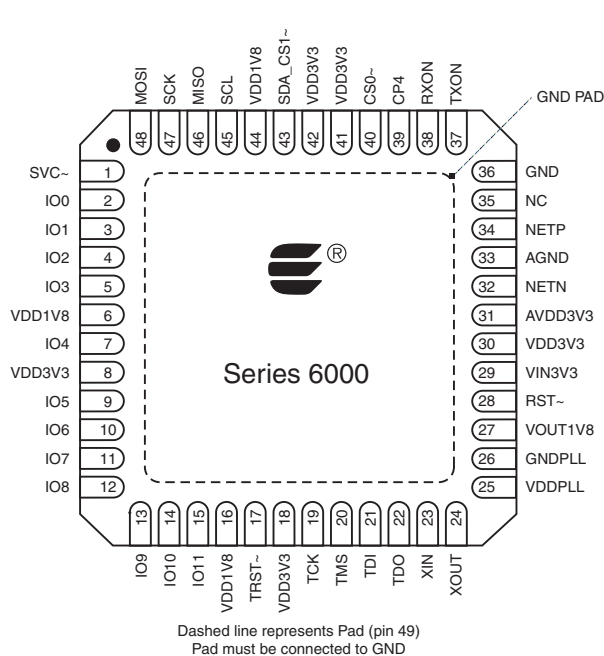 MOSI
SCK
MISO
SCL
VDD1V8
SDA_CS1~
VDD3V3
VDD3V3
CS0~
CP4
RXON
TXON
GND PAD
48
47
46
45
44
43
42
41
40
39
38
37
SVC~ 1
IO0 2
IO1 3
IO2 4
IO3 5
VDD1V8 6
IO4 7
VDD3V3 8
IO5 9
IO6 10
IO7 11
IO8 12
®
Series 6000
36 GND
35 NC
34 NETP
33 AGND
32 NETN
31 AVDD3V3
30 VDD3V3
29 VIN3V3
28 RST~
27 VOUT1V8
26 GNDPLL
25 VDDPLL
13
14
15
16
17
18
19
20
21
22
23
24
IO9
IO10
IO11
VDD1V8
TRST~
VDD3V3
TCK
TMS
TDI
TDO
XIN
XOUT
Dashed line represents Pad (pin 49)
Pad must be connected to GND